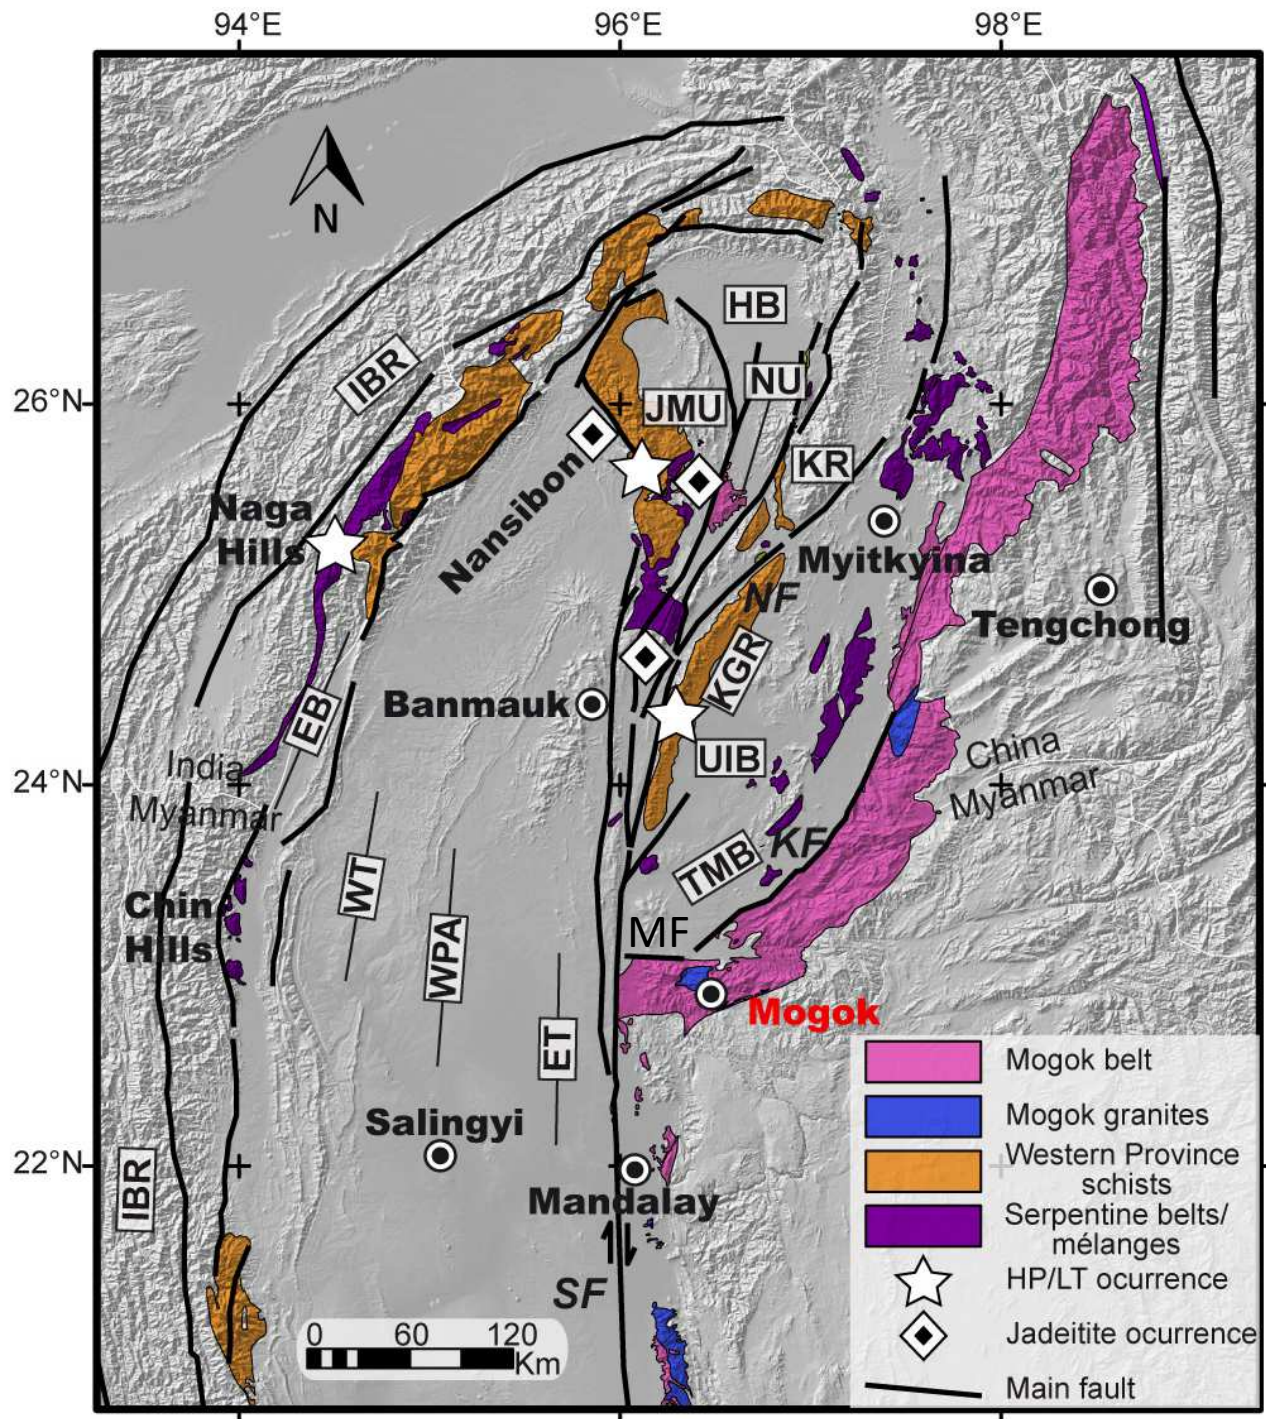 94°E 96°E 98°E
N
HB
IBR
NU
26°N
JMU
KR
Naga
Hills
Nansibon
Myitkyina
NF
Tengchong
KGR
Banmauk
EB
UIB
India
China
24°N
Myanmar
Myanmar
KF
TMB
WT
Chin
Hills
MF
WPA
Mogok
ET
Mogok belt
Salingyi
Mogok granites
22°N
Western Province
schists
IBR
Mandalay
Serpentine belts/
mélanges
HP/LT ocurrence
SF
0 60 120
Km
Jadeitite ocurrence
Main fault